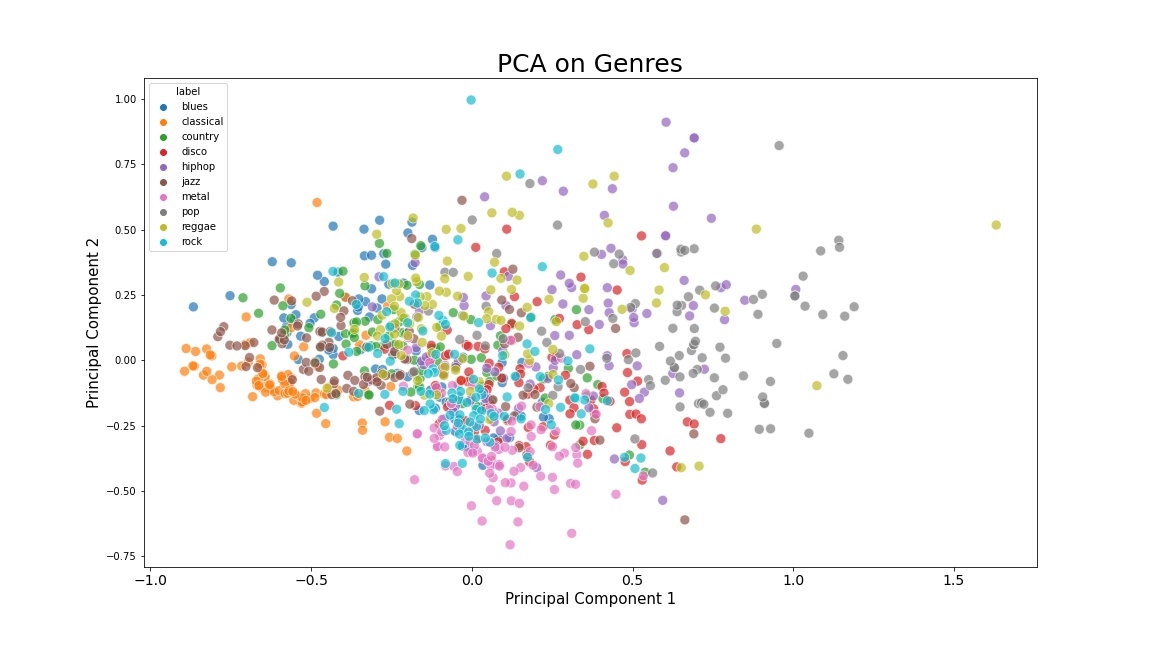 PCA on Genres
label
blues
classical
country
disco
hiphop
jazz
metal
pop
reggae
rock
1.00
0.75
0.50
0.25
0.00
−0.25
−0.50
−0.75
Principal Component 2
−1.0 −0.5 0.0 0.5 1.0 1.5
Principal Component 1